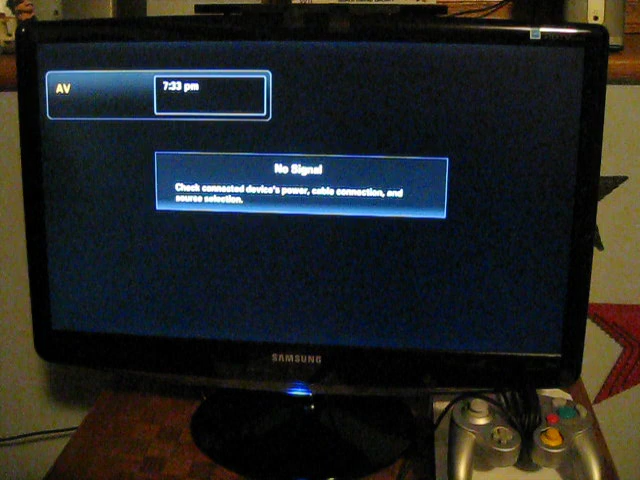 AV
7:33 pm
No Signal
Check connected device's power, cable connection, and
source selection.
SAMSUNG